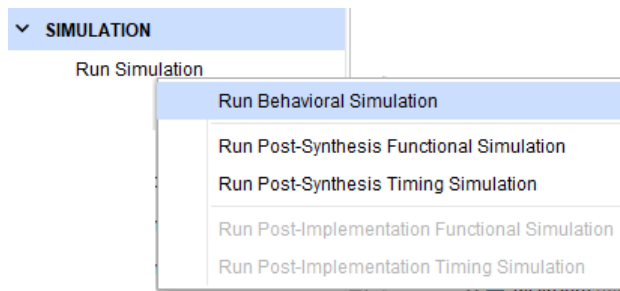 SIMULATION
Run Simulation
Run Behavioral Simulation
Run Post-Synthesis Functional Simulation
Run Post-Synthesis Timing Simulation
Run Post-Implementation Functional Simulation
Run Post-Implementation Timing Simulation